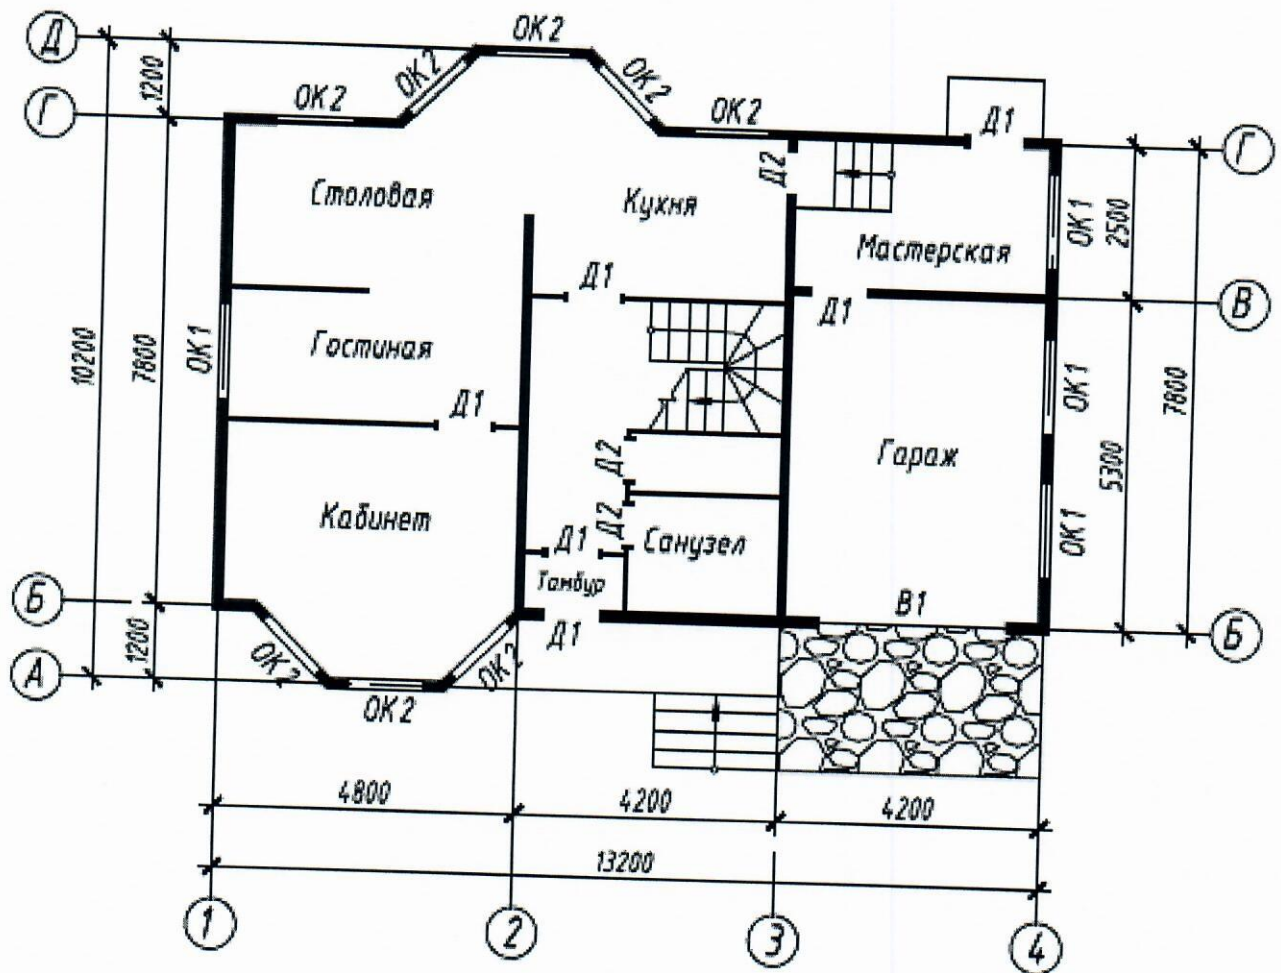 Д
ОК2
ОК2
ОК2
1200
Г
ОК2
ОК2
Д1
Г
Д2
Столовая
Кухня
ОК1
2500
Мастерская
Д1
Д1
В
10200
7800
ОК1
Гостиная
ОК1
7800
Д1
Д2
Гараж
5300
Кабинет
Д2
Д1
Санузел
ОК1
Тамбур
В1
Б
Д1
Б
1200
ОК2
ОК2
А
ОК2
4800
4200
4200
13200
1
2
3
4